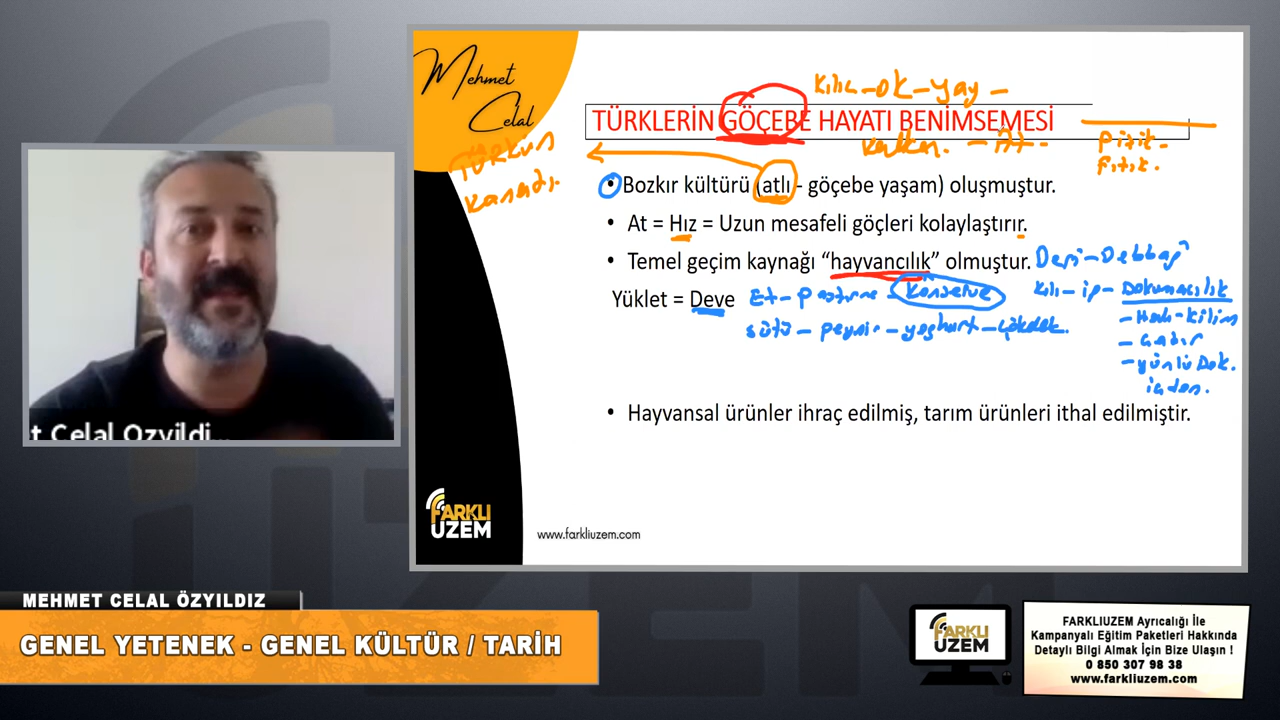 Mehmet
Celal
Kılıç - OK - yay -
TÜRKLERİN GÖÇEBE HAYATI BENİMSEMESİ
Kalkan. - At -
Pitik -
Fıtık.
TÜRKÜN
Kanadı.
• Bozkır kültürü (atlı - göçebe yaşam) oluşmuştur.
• At = Hız = Uzun mesafeli göçleri kolaylaştırır.
• Temel geçim kaynağı “hayvancılık” olmuştur.
Deri - Debbağ
Yüklet = Deve
Et - pastırma - Konserve
Kılı - ip - Dokumacılık
sütü - peynir - yoghurt - çökelek.
- Halı - Kilim
- Çadır
- yünlü Dok.
• Hayvansal ürünler ihraç edilmiş, tarım ürünleri ithal edilmiştir.
FARKLI
UZEM
www.farkliuzem.com
t Celal Ozyildi
MEHMET CELAL ÖZYILDIZ
GENEL YETENEK - GENEL KÜLTÜR / TARİH
FARKLI
UZEM
FARKLIUZEM Ayrıcalığı İle
Kampanyalı Eğitim Paketleri Hakkında
Detaylı Bilgi Almak İçin Bize Ulaşın !
0 850 307 98 38
www.farkliuzem.com